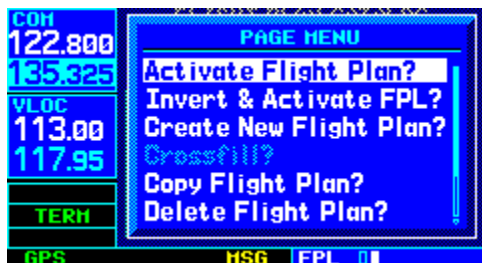 COM
122.800
135.325
VLOC
113.00
117.95
TERM
GPS
PAGE MENU
Activate Flight Plan?
Invert & Activate FPL?
Create New Flight Plan?
Crossfill?
Copy Flight Plan?
Delete Flight Plan?
MSG
FPL